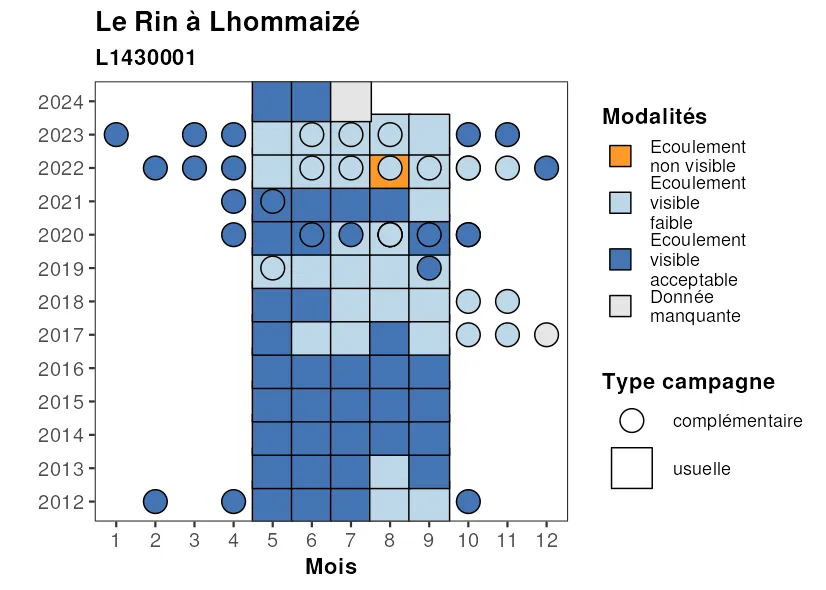 Le Rin à Lhommaizé
L1430001
2024
2023
2022
2021
2020
2019
2018
2017
2016
2015
2014
2013
2012
1 2 3 4 5 6 7 8 9 10 11 12
Mois
Modalités
Ecoulement
non visible
Ecoulement
visible
faible
Ecoulement
visible
acceptable
Donnée
manquante
Type campagne
complémentaire
usuelle